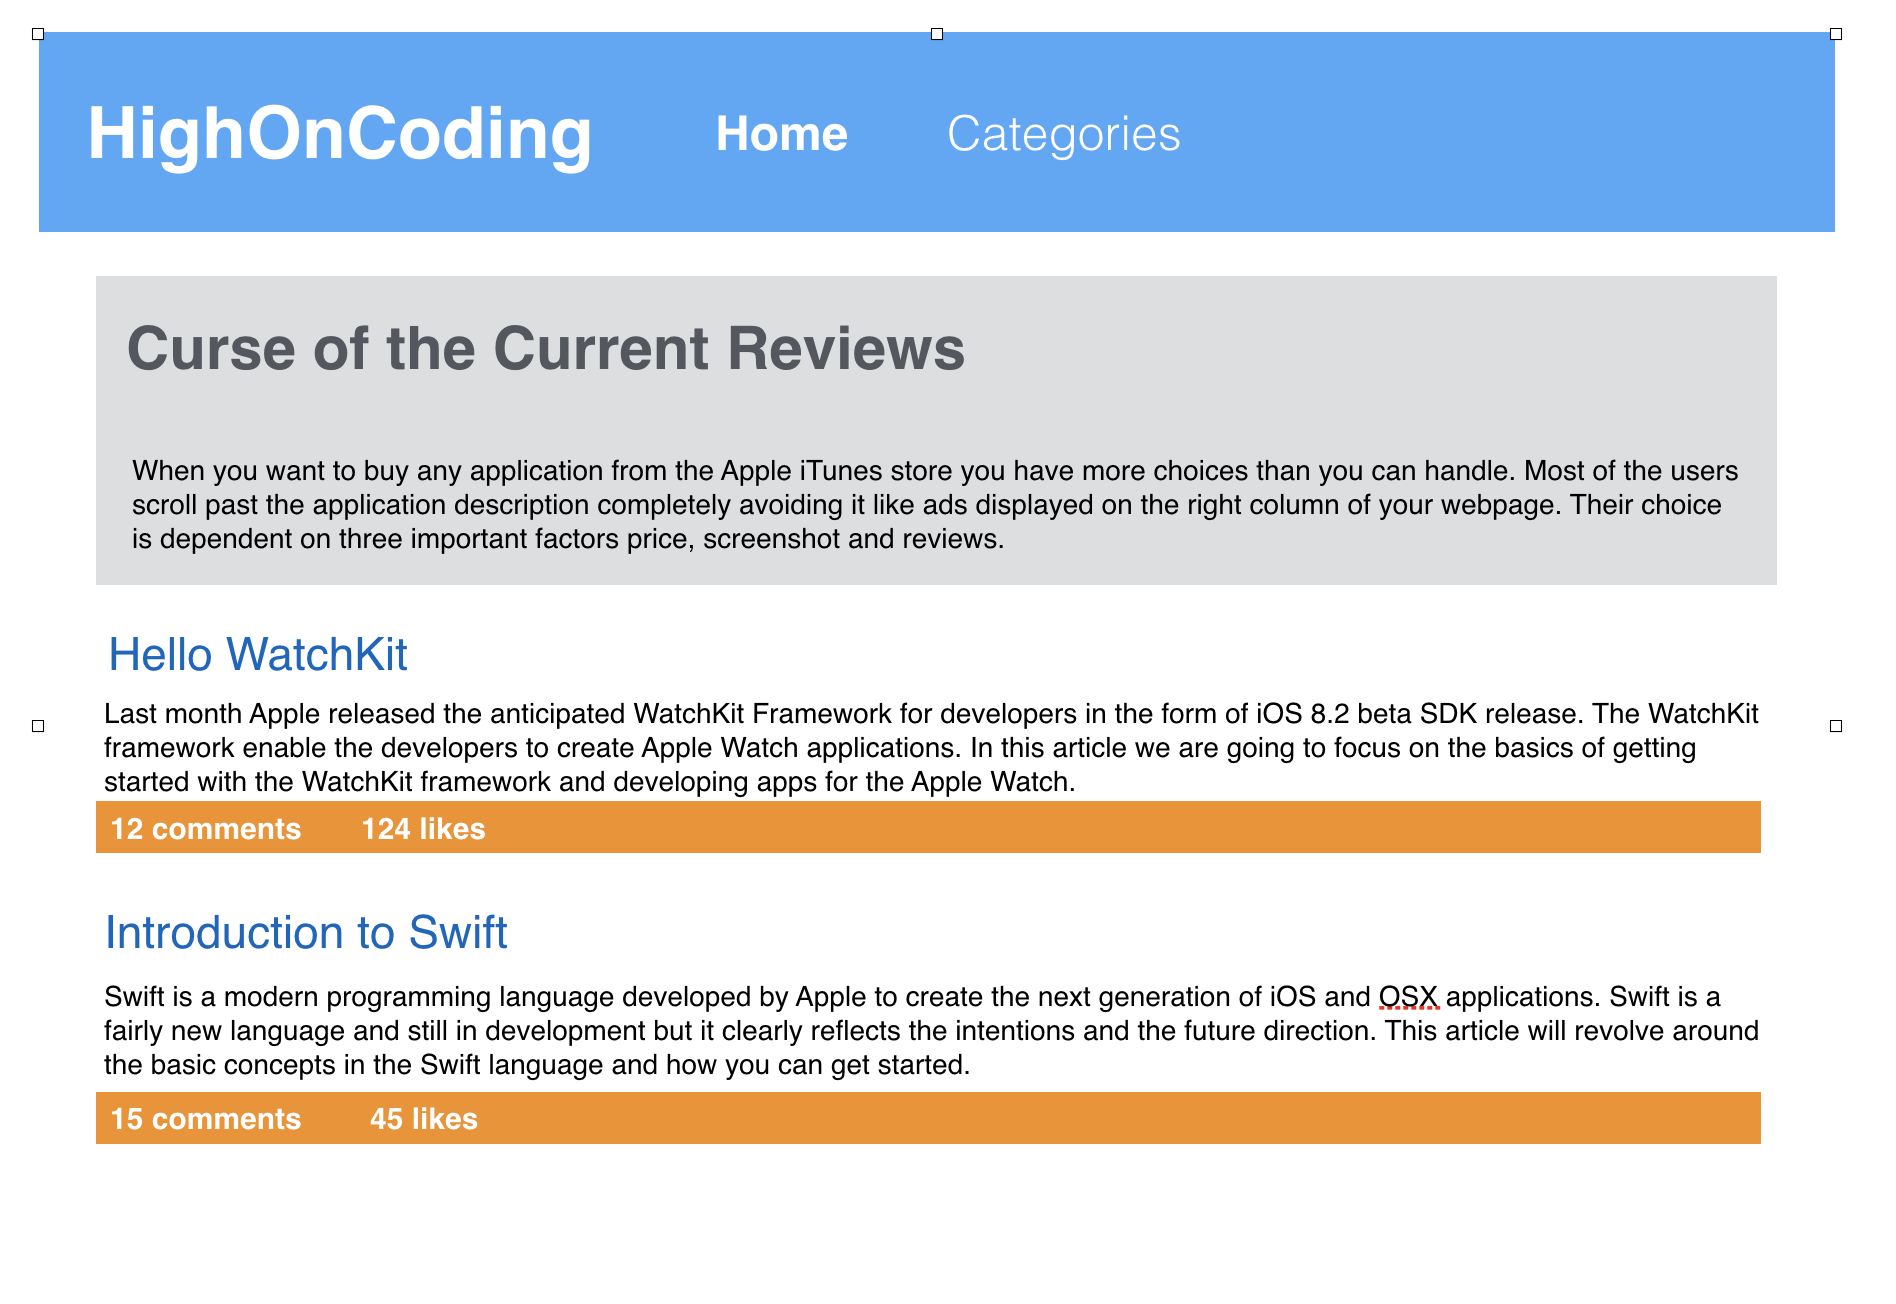 HighOnCoding Home Categories
Curse of the Current Reviews
When you want to buy any application from the Apple iTunes store you have more choices than you can handle. Most of the users
scroll past the application description completely avoiding it like ads displayed on the right column of your webpage. Their choice
is dependent on three important factors price, screenshot and reviews.
Hello WatchKit
Last month Apple released the anticipated WatchKit Framework for developers in the form of iOS 8.2 beta SDK release. The WatchKit
framework enable the developers to create Apple Watch applications. In this article we are going to focus on the basics of getting
started with the WatchKit framework and developing apps for the Apple Watch.
12 comments 124 likes
Introduction to Swift
Swift is a modern programming language developed by Apple to create the next generation of iOS and OSX applications. Swift is a
fairly new language and still in development but it clearly reflects the intentions and the future direction. This article will revolve around
the basic concepts in the Swift language and how you can get started.
15 comments 45 likes